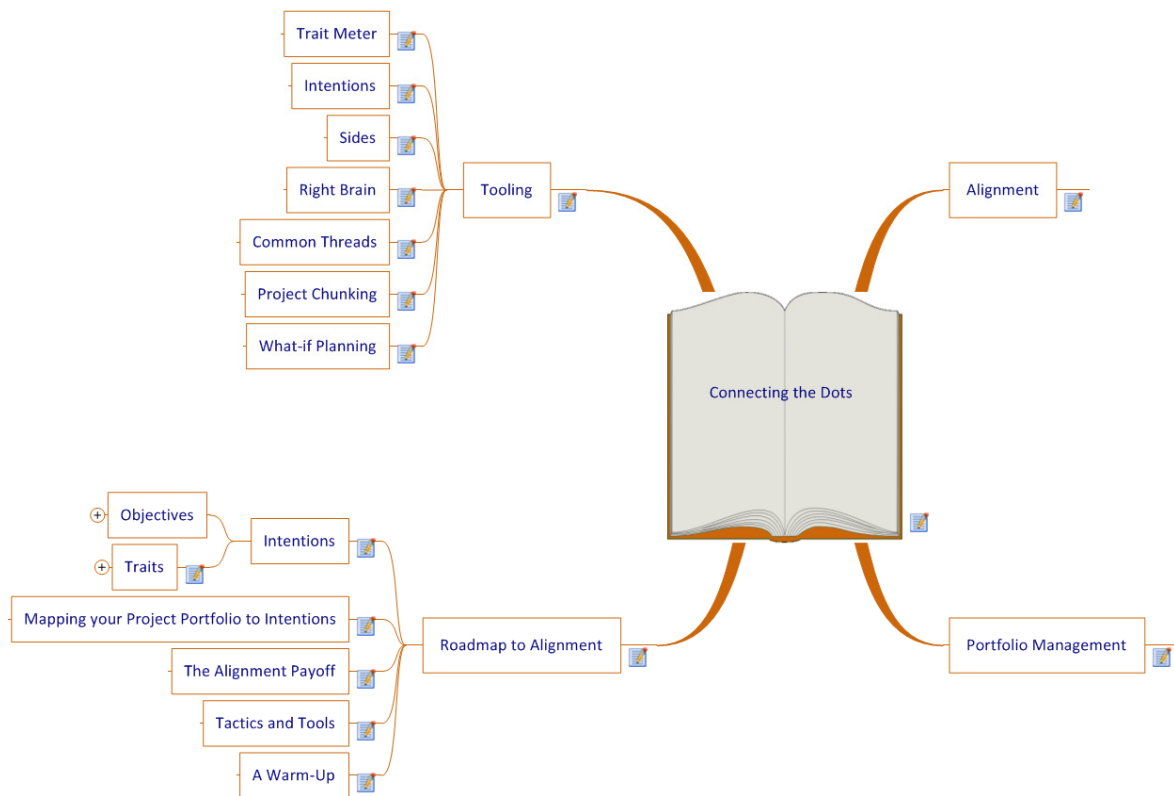 Trait Meter
Intentions
Sides
Right Brain
Common Threads
Project Chunking
What-if Planning
Tooling
Alignment
Connecting the Dots
Objectives
Traits
Intentions
Mapping your Project Portfolio to Intentions
The Alignment Payoff
Tactics and Tools
A Warm-Up
Roadmap to Alignment
Portfolio Management